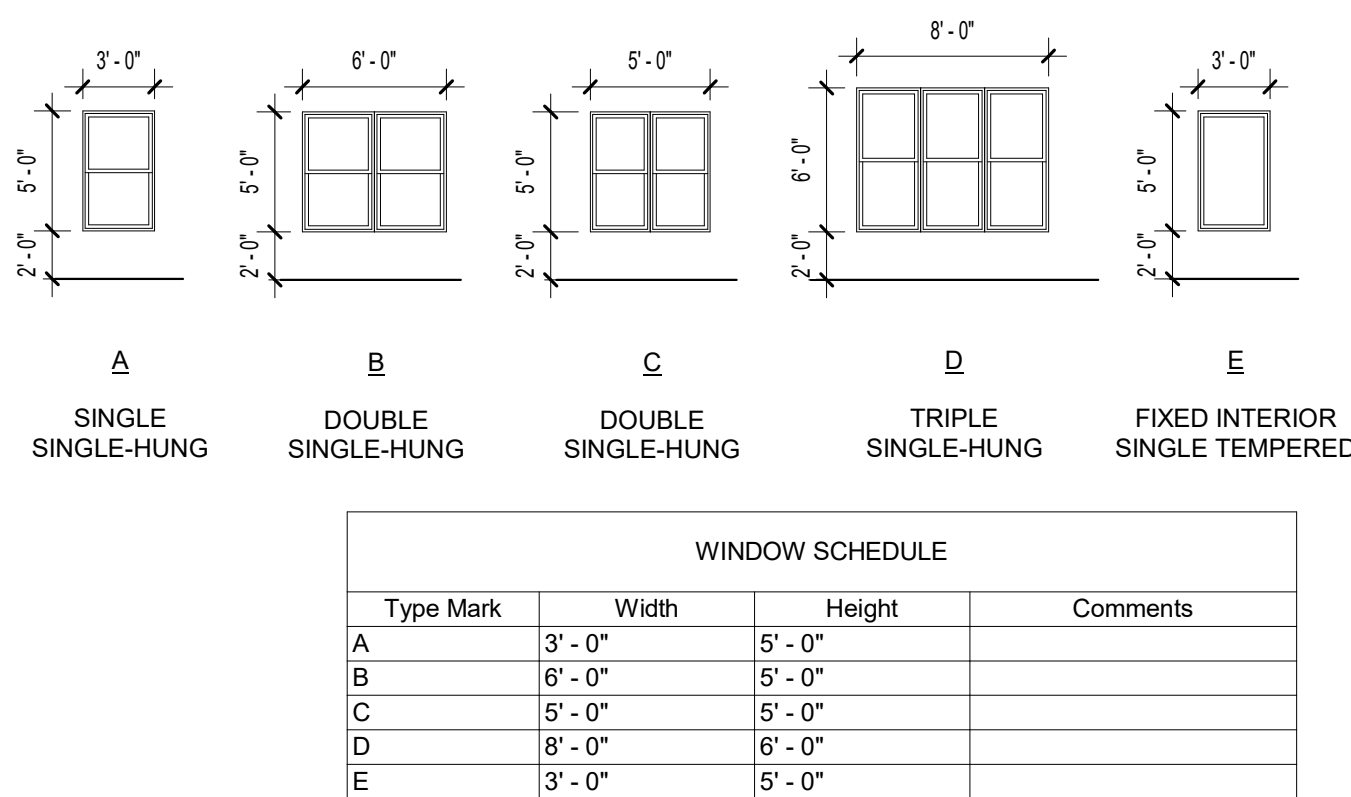 8' - 0"
3' - 0"
6' - 0"
5' - 0"
3' - 0"
5' - 0"
5' - 0"
5' - 0"
6' - 0"
5' - 0"
2' - 0"
2' - 0"
2' - 0"
2' - 0"
2' - 0"
A
SINGLE
SINGLE-HUNG
B
DOUBLE
SINGLE-HUNG
C
DOUBLE
SINGLE-HUNG
D
TRIPLE
SINGLE-HUNG
E
FIXED INTERIOR
SINGLE TEMPERED
WINDOW SCHEDULE
Type Mark Width Height Comments
A 3' - 0" 5' - 0"
B 6' - 0" 5' - 0"
C 5' - 0" 5' - 0"
D 8' - 0" 6' - 0"
E 3' - 0" 5' - 0"